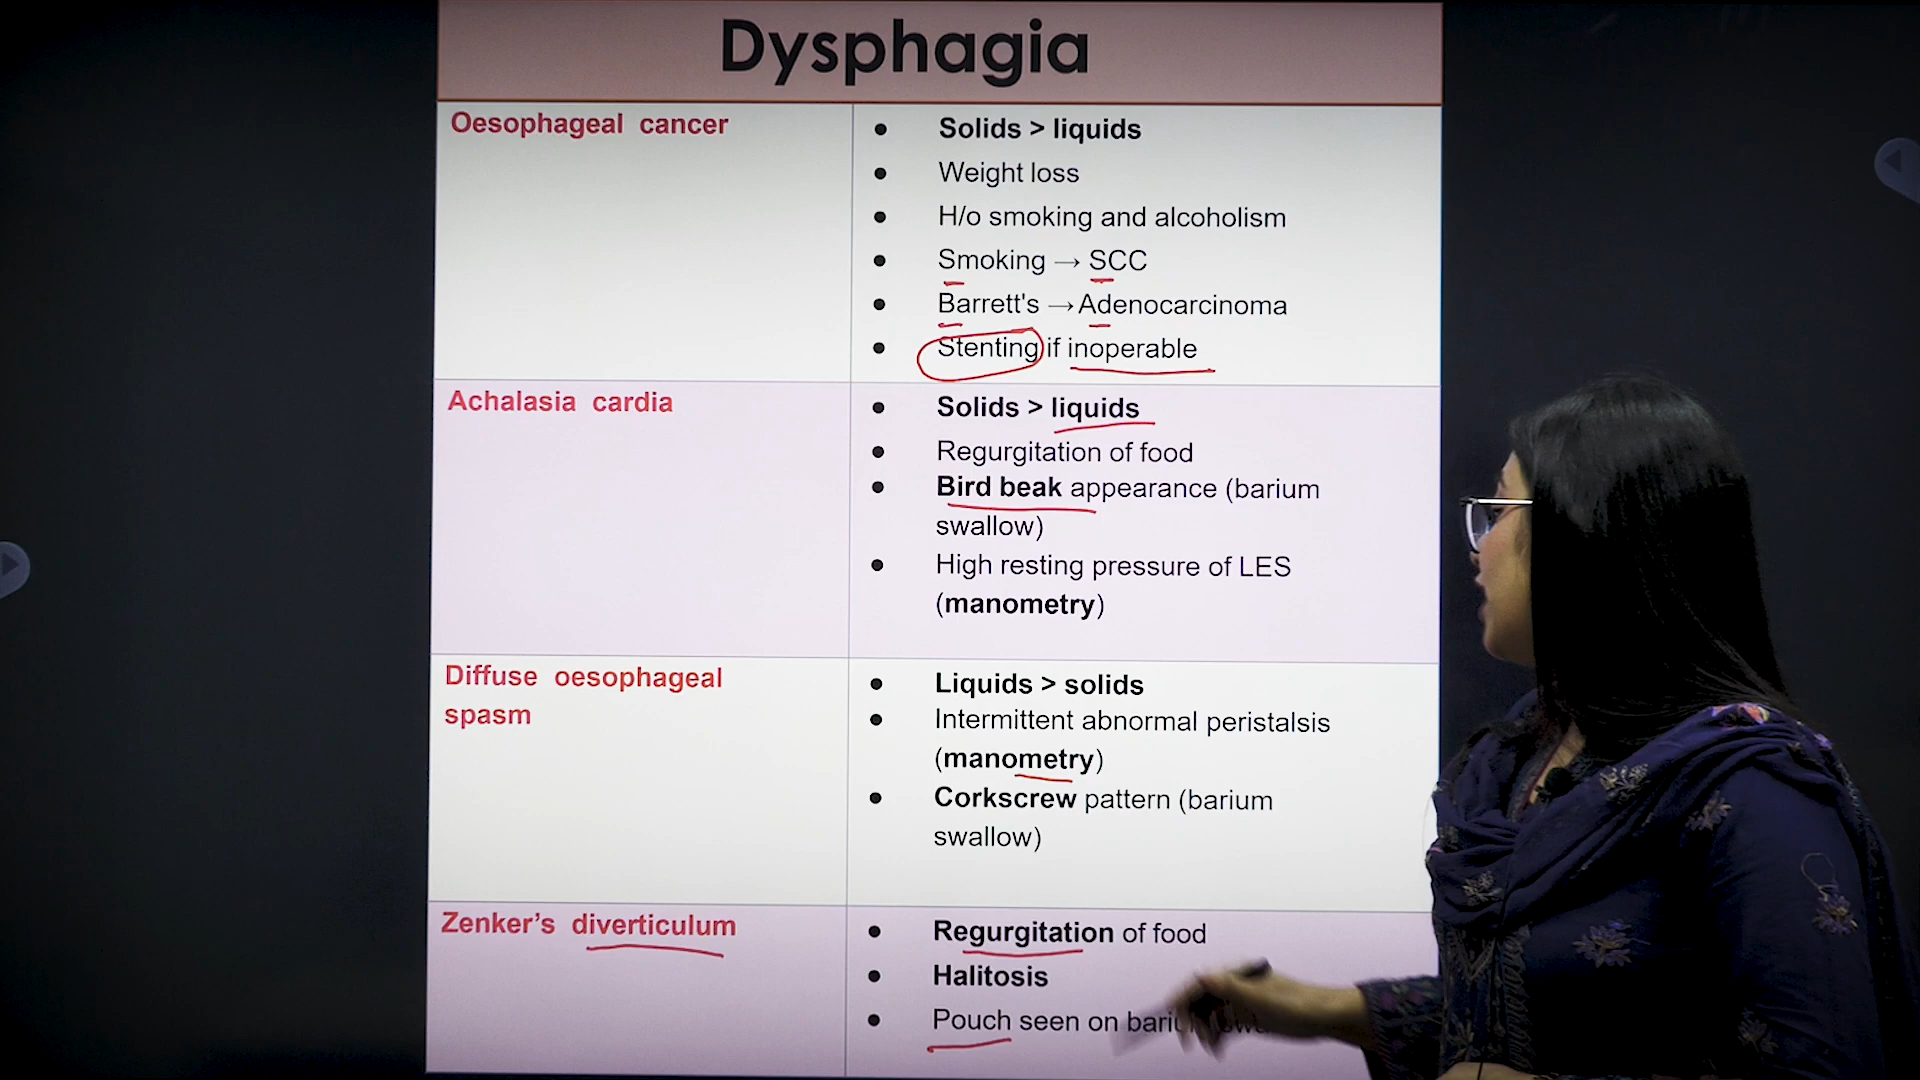 Dysphagia
Oesophageal cancer
Solids > liquids
Weight loss
H/o smoking and alcoholism
Smoking → SCC
Barrett's → Adenocarcinoma
Stenting if inoperable
Achalasia cardia
Solids > liquids
Regurgitation of food
Bird beak appearance (barium
swallow)
High resting pressure of LES
(manometry)
Diffuse oesophageal
spasm
Liquids > solids
Intermittent abnormal peristalsis
(manometry)
Corkscrew pattern (barium
swallow)
Zenker’s diverticulum
Regurgitation of food
Halitosis
Pouch seen on